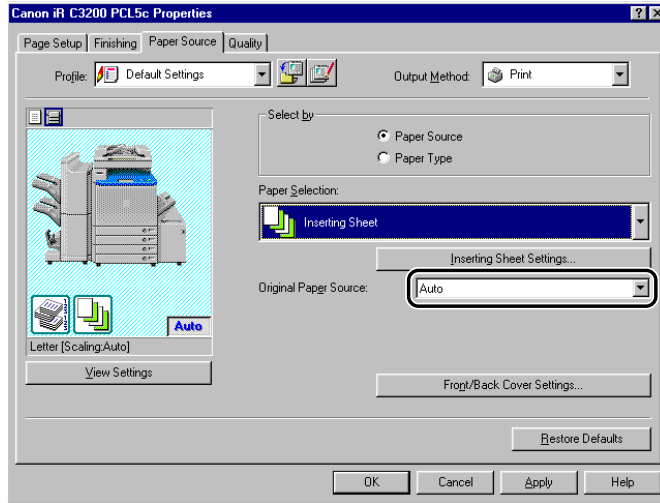 Canon iR C3200 PCL5c Properties
Page Setup Finishing Paper Source Quality
Profile: Default Settings Output Method: Print
Select by
Paper Source
Paper Type
Paper Selection:
Inserting Sheet
Inserting Sheet Settings...
Original Paper Source: Auto
Auto
Letter [Scaling:Auto]
View Settings
Front/Back Cover Settings...
Restore Defaults
OK Cancel Apply Help